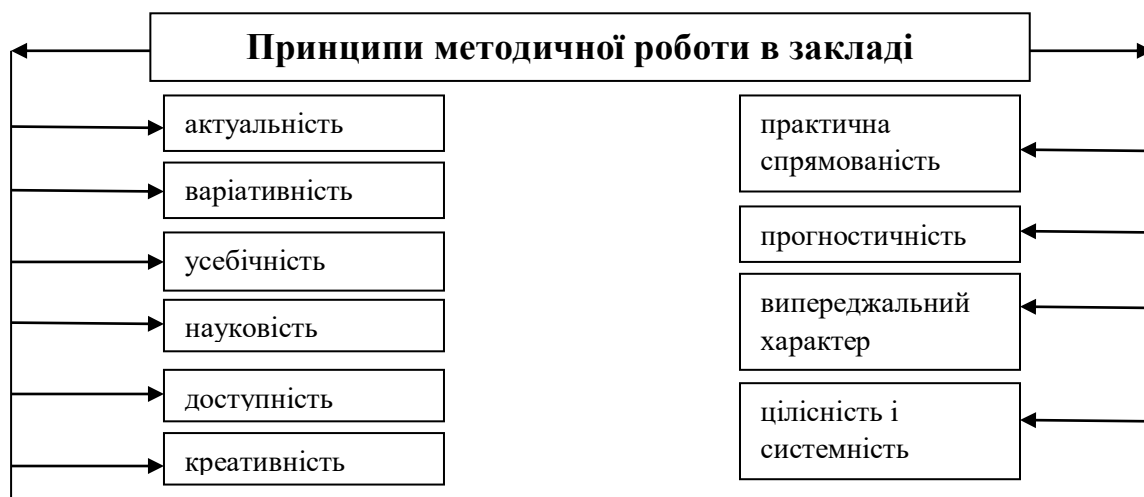 Принципи методичної роботи в закладі
актуальність
варіативність
усебічність
науковість
доступність
креативність
практична
спрямованість
прогностичність
випереджальний
характер
цілісність і
системність